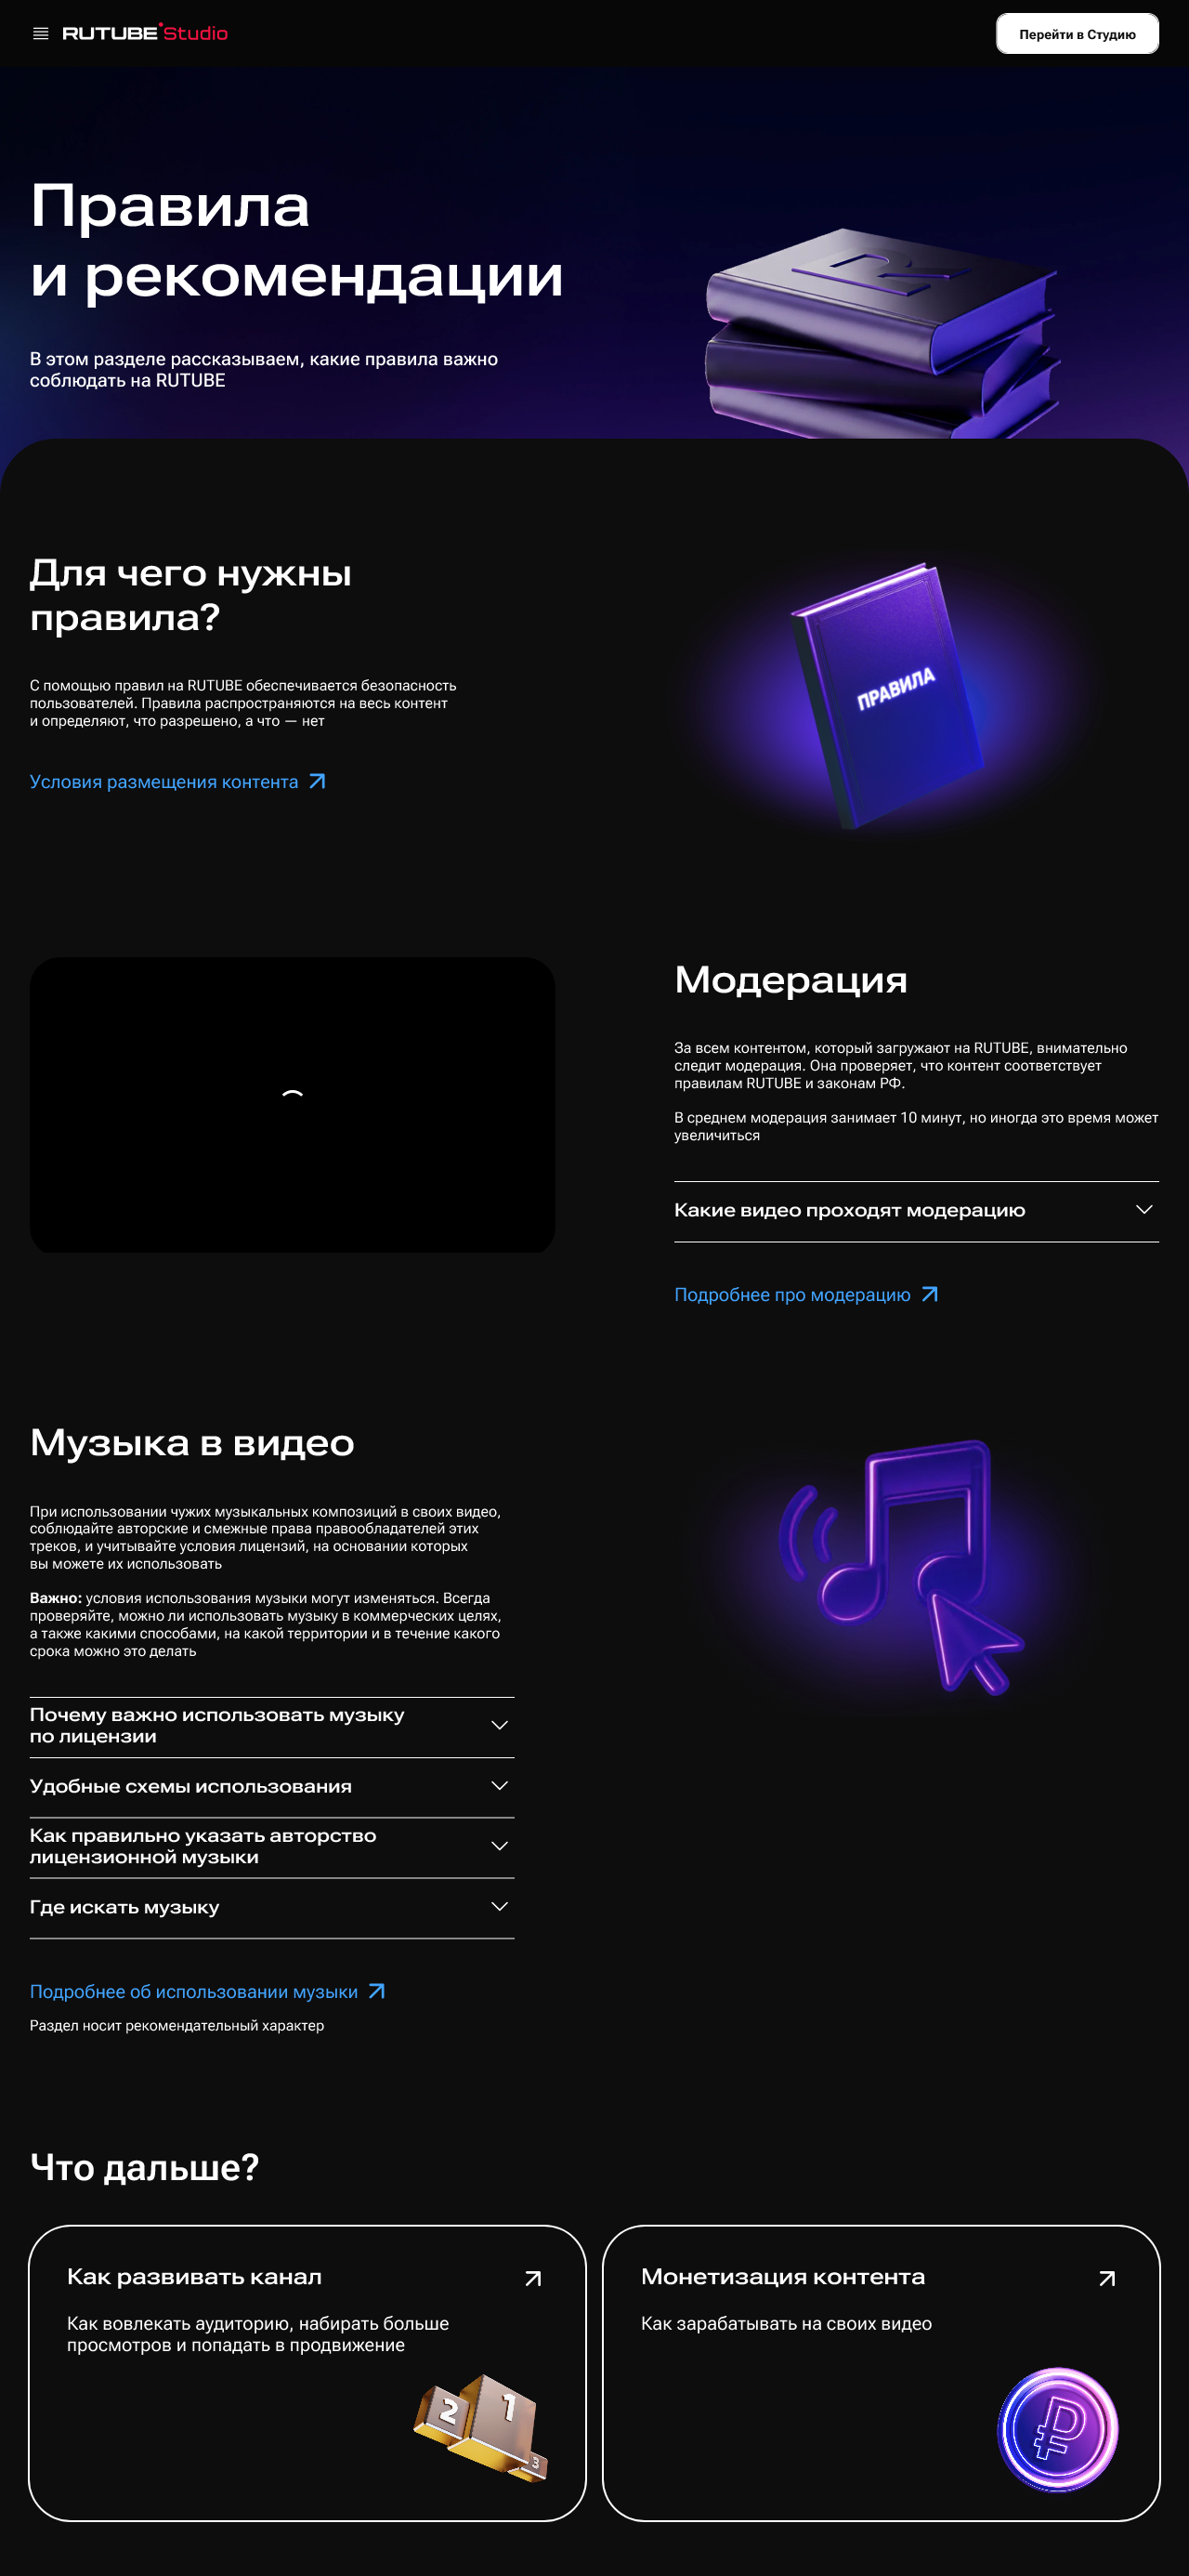 RUTUBE Studio
Перейти в Студию
Правила
и рекомендации
В этом разделе рассказываем, какие правила важно
соблюдать на RUTUBE
Для чего нужны
правила?
С помощью правил на RUTUBE обеспечивается безопасность
пользователей. Правила распространяются на весь контент
и определяют, что разрешено, а что — нет
ПРАВИЛА
Условия размещения контента
Модерация
За всем контентом, который загружают на RUTUBE, внимательно
следит модерация. Она проверяет, что контент соответствует
правилам RUTUBE и законам РФ.
В среднем модерация занимает 10 минут, но иногда это время может
увеличиться
Какие видео проходят модерацию
Подробнее про модерацию
Музыка в видео
При использовании чужих музыкальных композиций в своих видео,
соблюдайте авторские и смежные права правообладателей этих
треков, и учитывайте условия лицензий, на основании которых
вы можете их использовать
Важно: условия использования музыки могут изменяться. Всегда
проверяйте, можно ли использовать музыку в коммерческих целях,
а также какими способами, на какой территории и в течение какого
срока можно это делать
Почему важно использовать музыку
по лицензии
Удобные схемы использования
Как правильно указать авторство
лицензионной музыки
Где искать музыку
Подробнее об использовании музыки
Раздел носит рекомендательный характер
Что дальше?
Как развивать канал
Как вовлекать аудиторию, набирать больше
просмотров и попадать в продвижение
2 1 3
Монетизация контента
Как зарабатывать на своих видео
₽